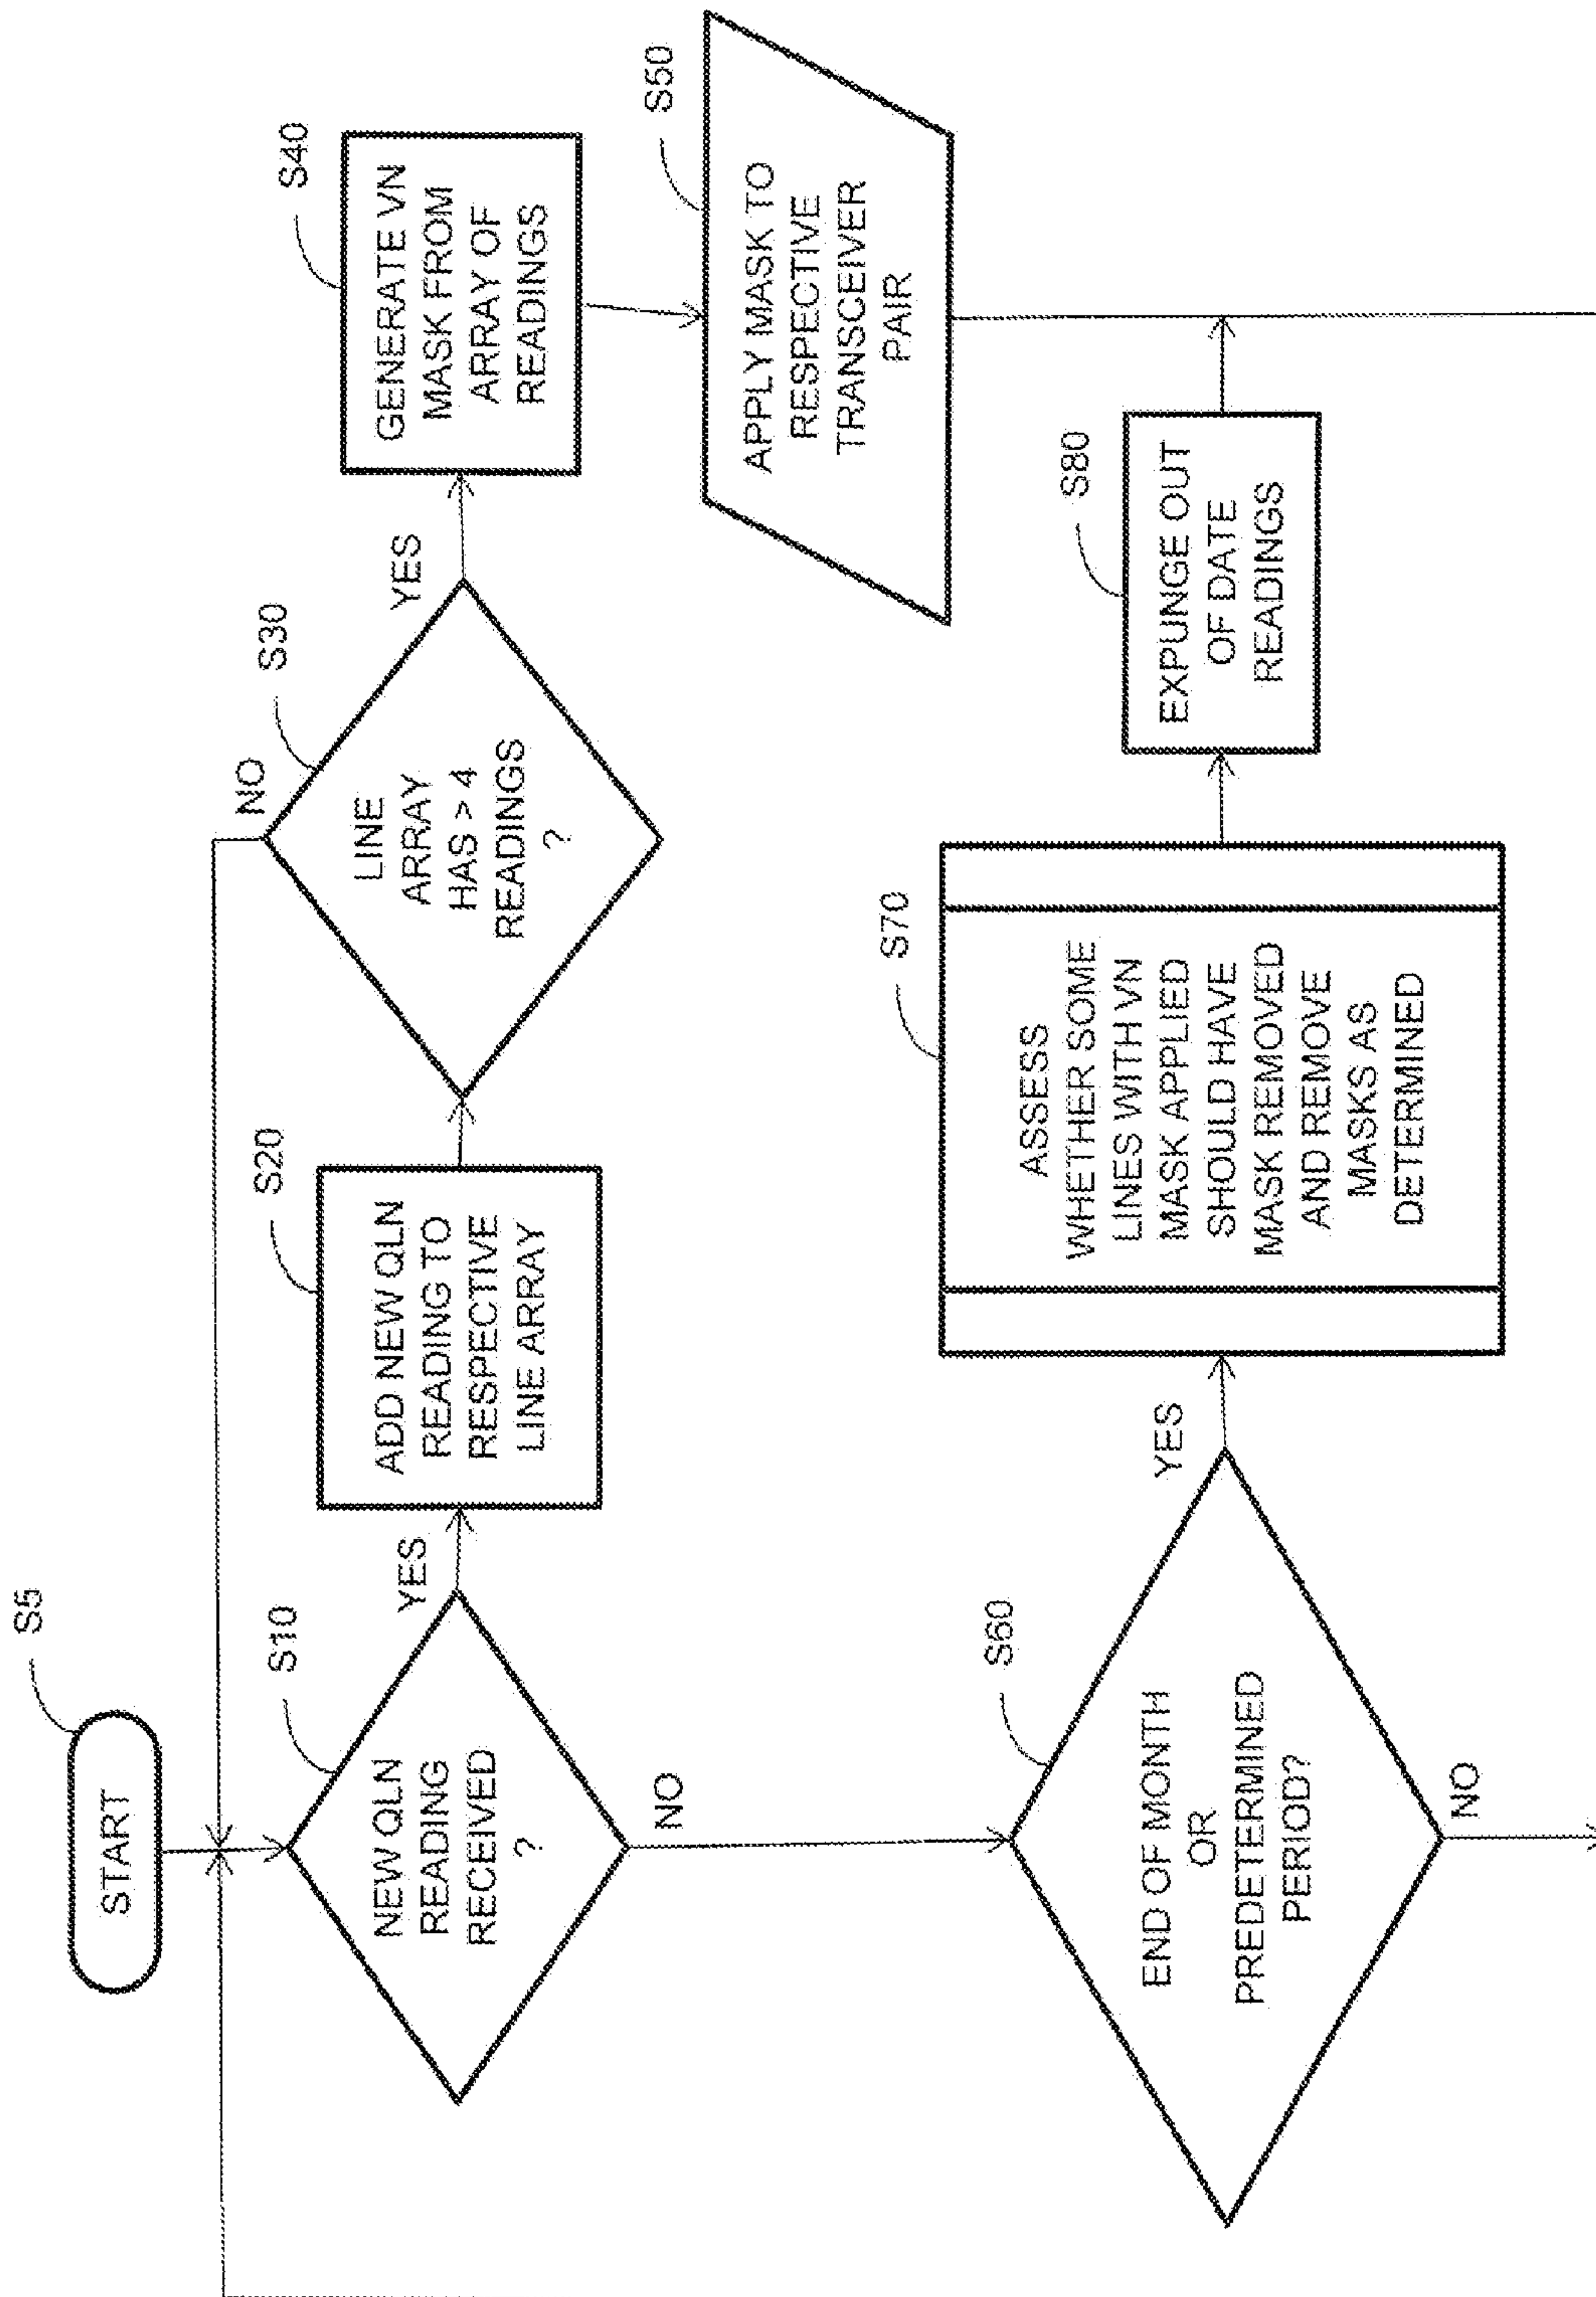 START
S5
NEW QLN
READING
RECEIVED
?
S10
YES
NO
ADD NEW QLN
READING TO
RESPECTIVE
LINE ARRAY
S20
LINE
ARRAY
HAS > 4
READINGS
?
S30
NO
YES
GENERATE VN
MASK FROM
ARRAY OF
READINGS
S40
APPLY MASK TO
RESPECTIVE
TRANSCEIVER
PAIR
S50
END OF MONTH
OR
PREDETERMINED
PERIOD?
S60
YES
NO
ASSESS
WHETHER SOME
LINES WITH VN
MASK APPLIED
SHOULD HAVE
MASK REMOVED
AND REMOVE
MASKS AS
DETERMINED
S70
EXPUNGE OUT
OF DATE
READINGS
S80